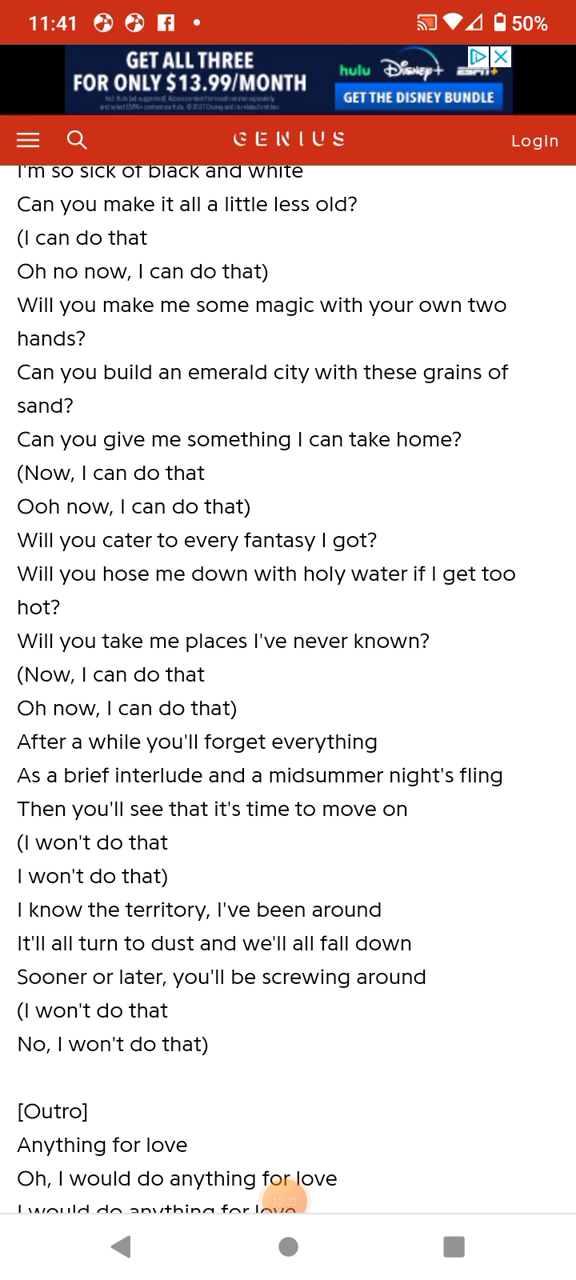 11:41
50%
GET ALL THREE
FOR ONLY $13.99/MONTH
hulu Disney+ ESPN+
GET THE DISNEY BUNDLE
GENIUS
Login
I'm so sick of black and white
Can you make it all a little less old?
(I can do that
Oh no now, I can do that)
Will you make me some magic with your own two
hands?
Can you build an emerald city with these grains of
sand?
Can you give me something I can take home?
(Now, I can do that
Ooh now, I can do that)
Will you cater to every fantasy I got?
Will you hose me down with holy water if I get too
hot?
Will you take me places I've never known?
(Now, I can do that
Oh now, I can do that)
After a while you'll forget everything
As a brief interlude and a midsummer night's fling
Then you'll see that it's time to move on
(I won't do that
I won't do that)
I know the territory, I've been around
It'll all turn to dust and we'll all fall down
Sooner or later, you'll be screwing around
(I won't do that
No, I won't do that)
[Outro]
Anything for love
Oh, I would do anything for love
I would do anything for love